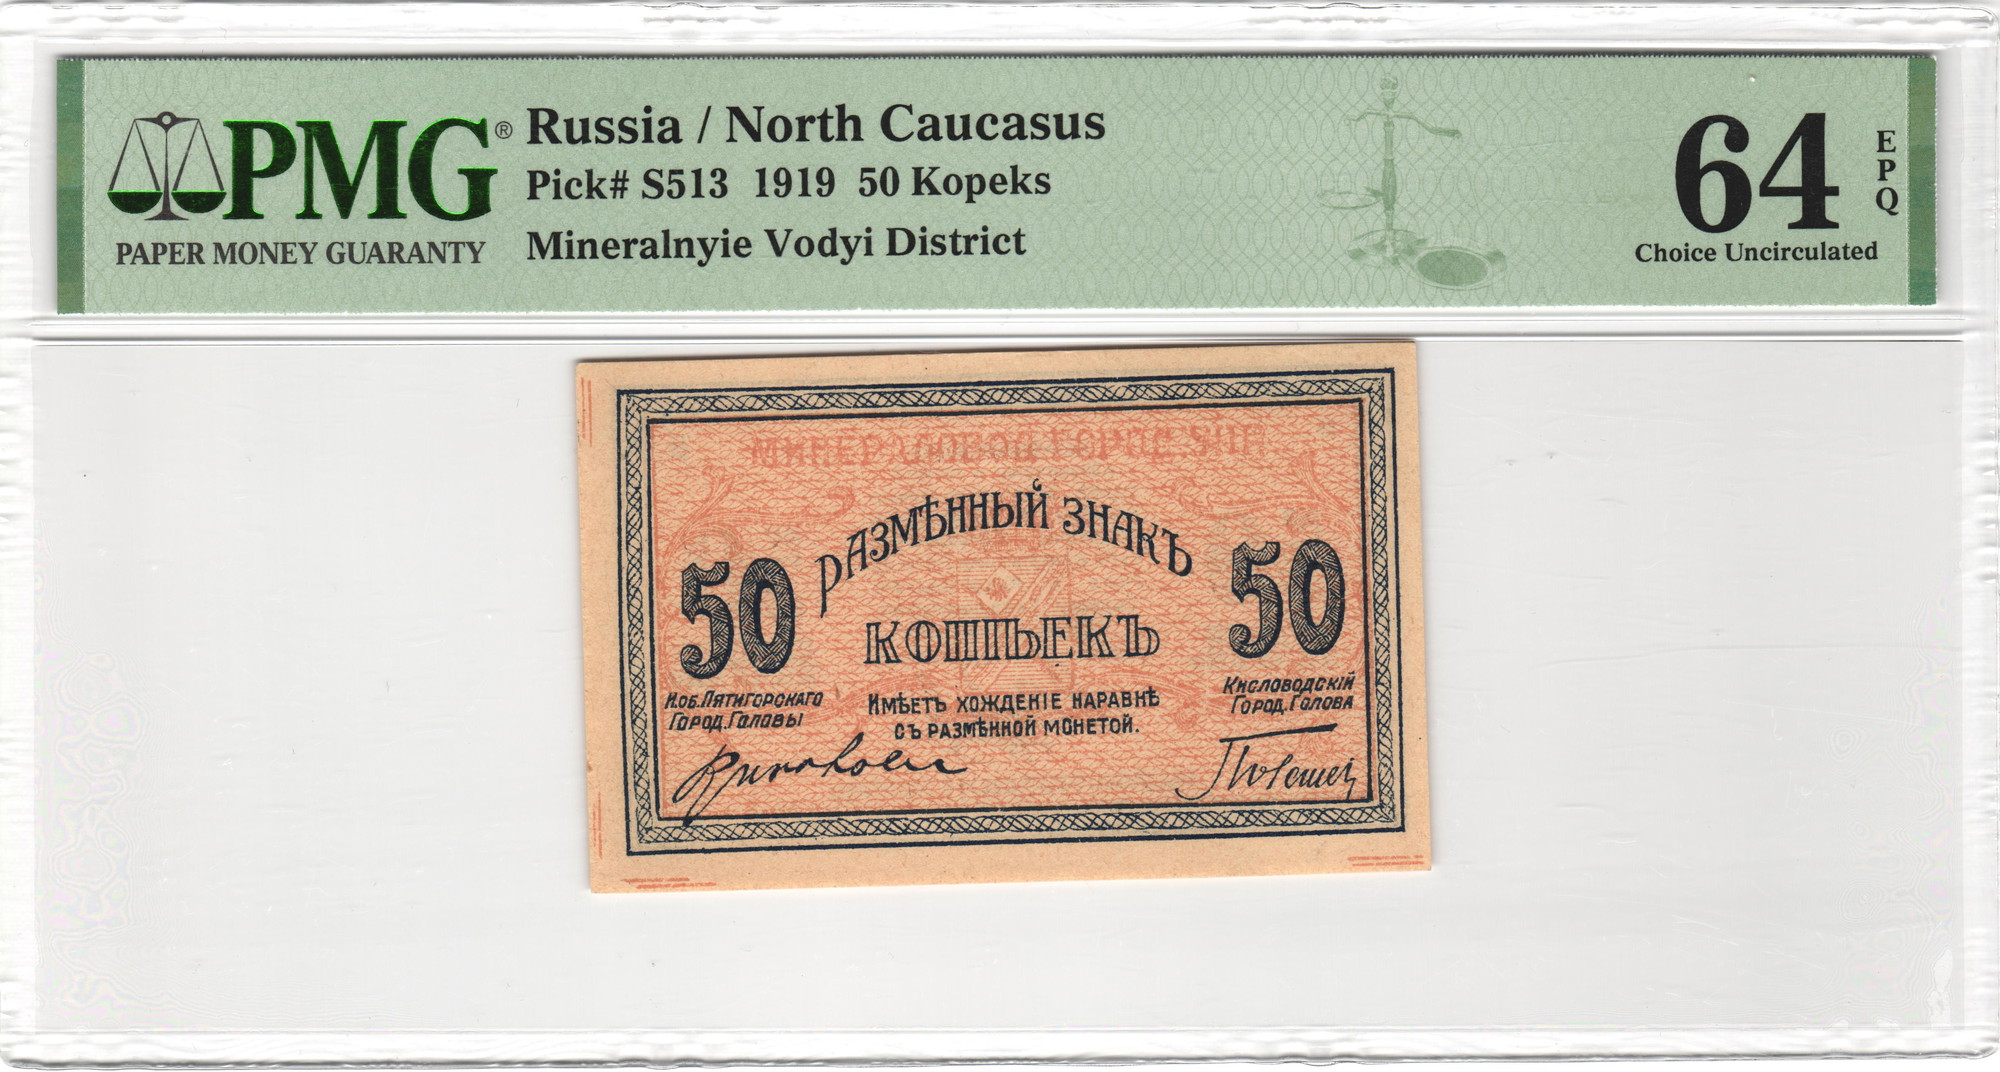 PMG®
PAPER MONEY GUARANTY
Russia / North Caucasus
Pick# S513 1919 50 Kopeks
Mineralnyie Vodyi District
64
EPQ
Choice Uncirculated
РАЗМѢННЫЙ ЗНАКЪ
50
50
КОПЪЕКЪ
И.об.Пятигорскаго
Город.Головы
Имѣетъ хожденіе наравнѣ
съ размѣнной монетой.
Кисловодскій
Город.Голова